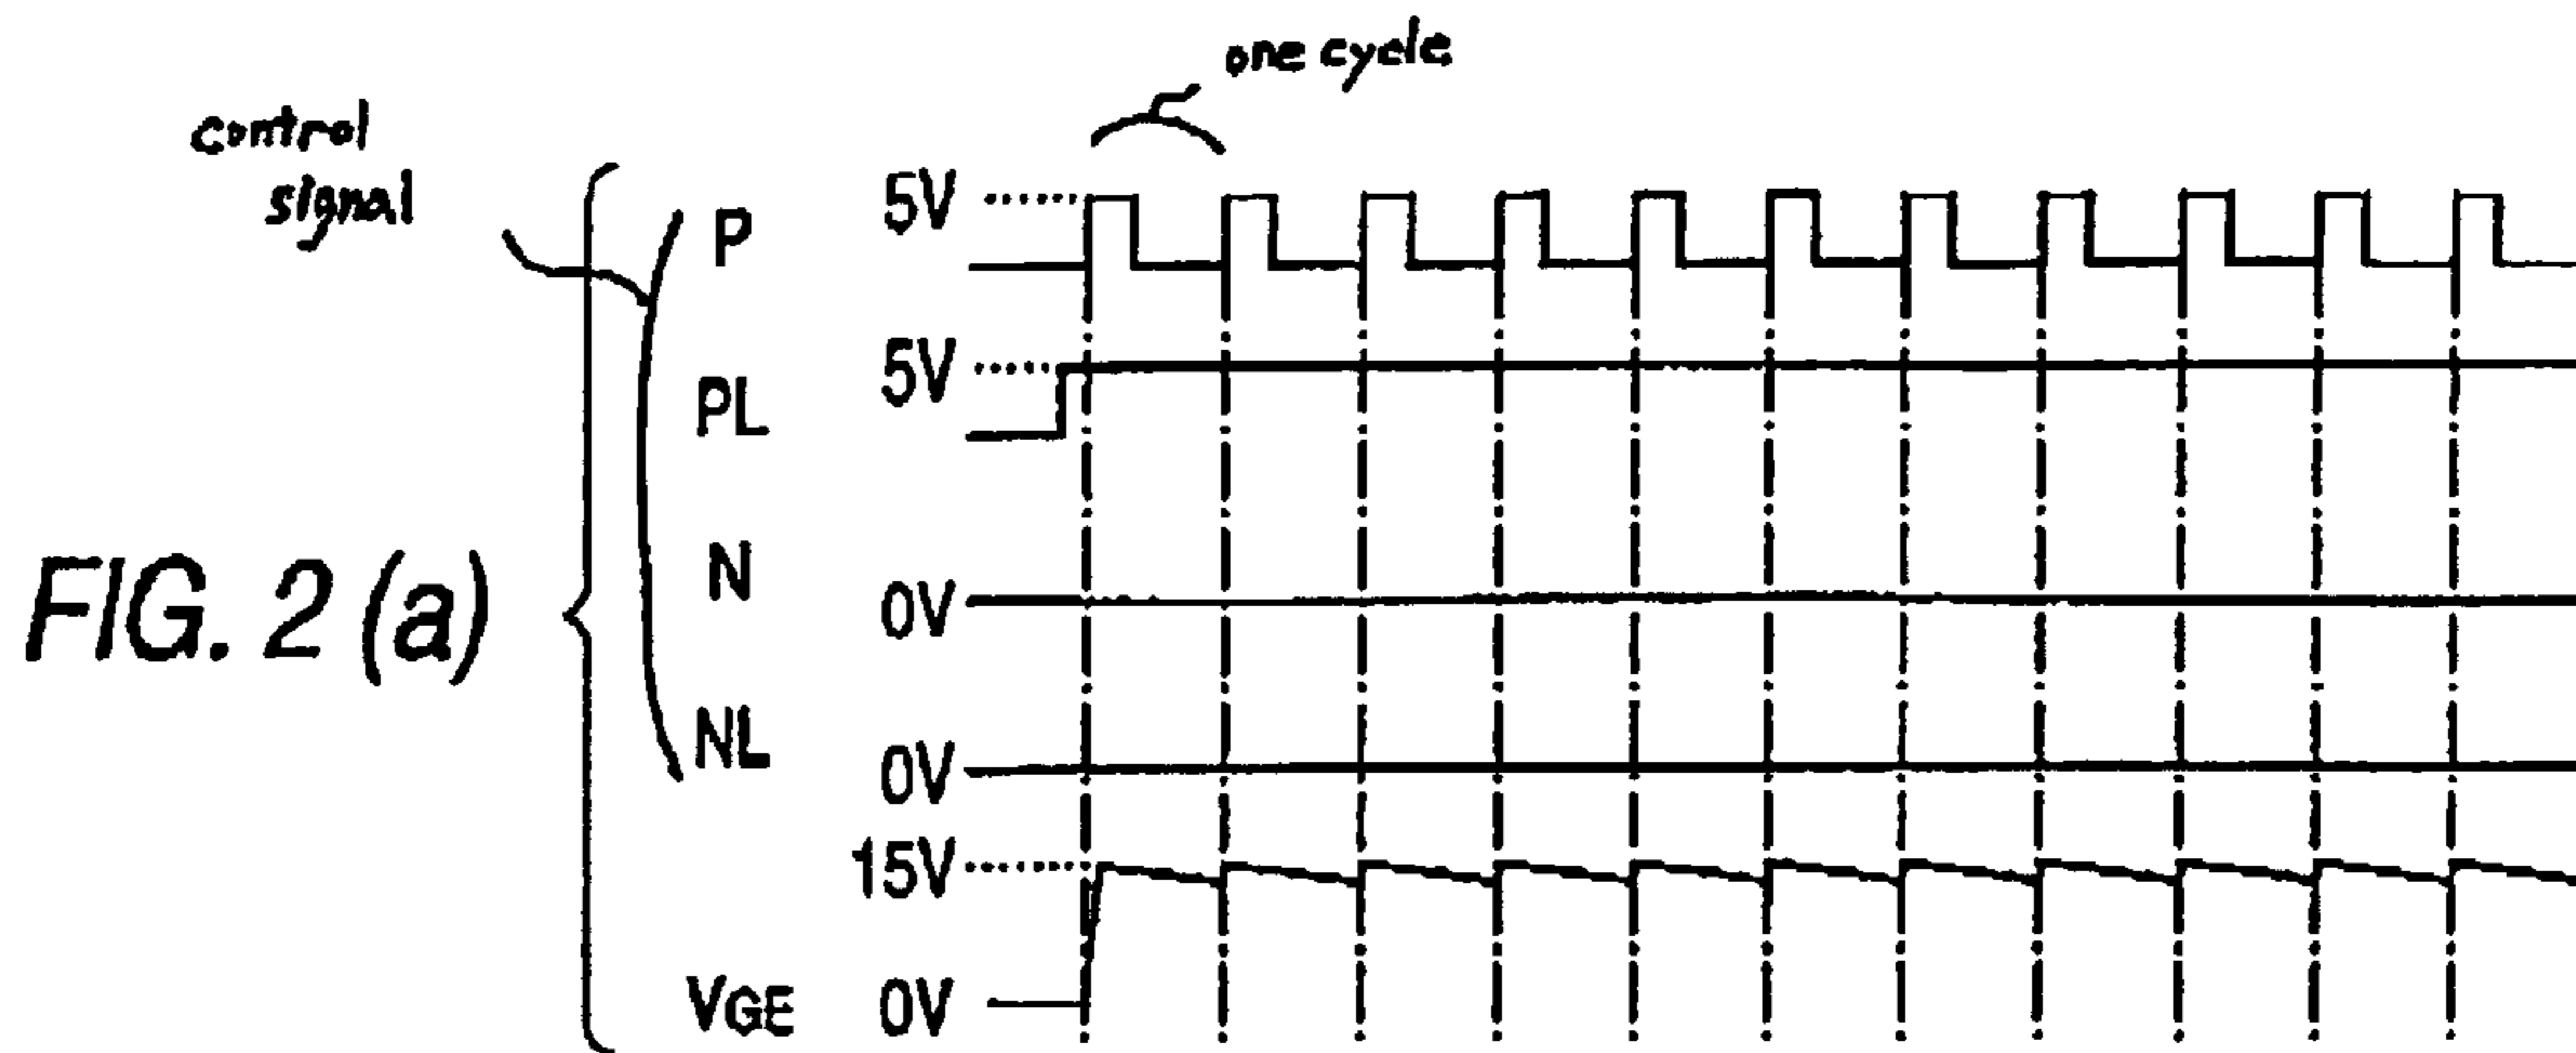 one cycle
control
signal
P 5V
PL 5V
N 0V
NL 0V
15V
VGE 0V
FIG. 2 (a)